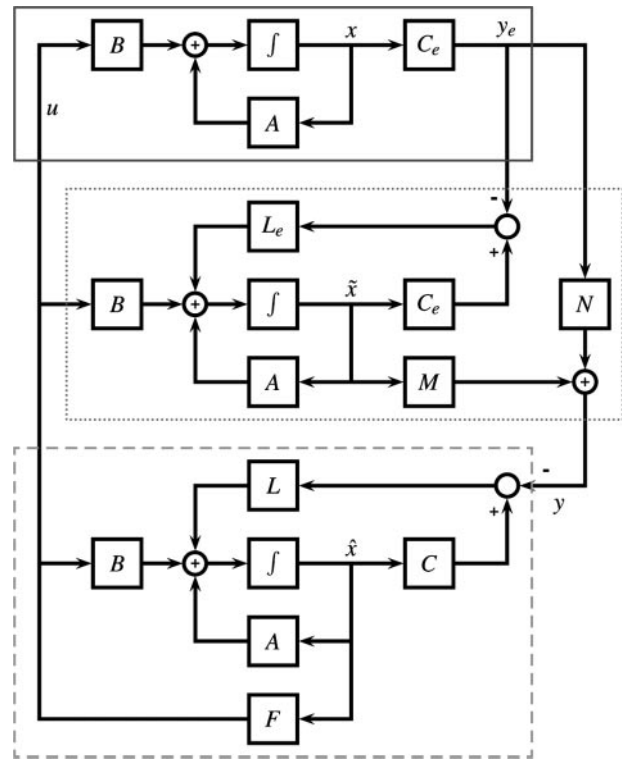 B + ∫ x C_e y_e
u A
- L_e +
B + ∫ x̃ C_e N
A M +
L - y
+
B + ∫ x̂ C
A
F